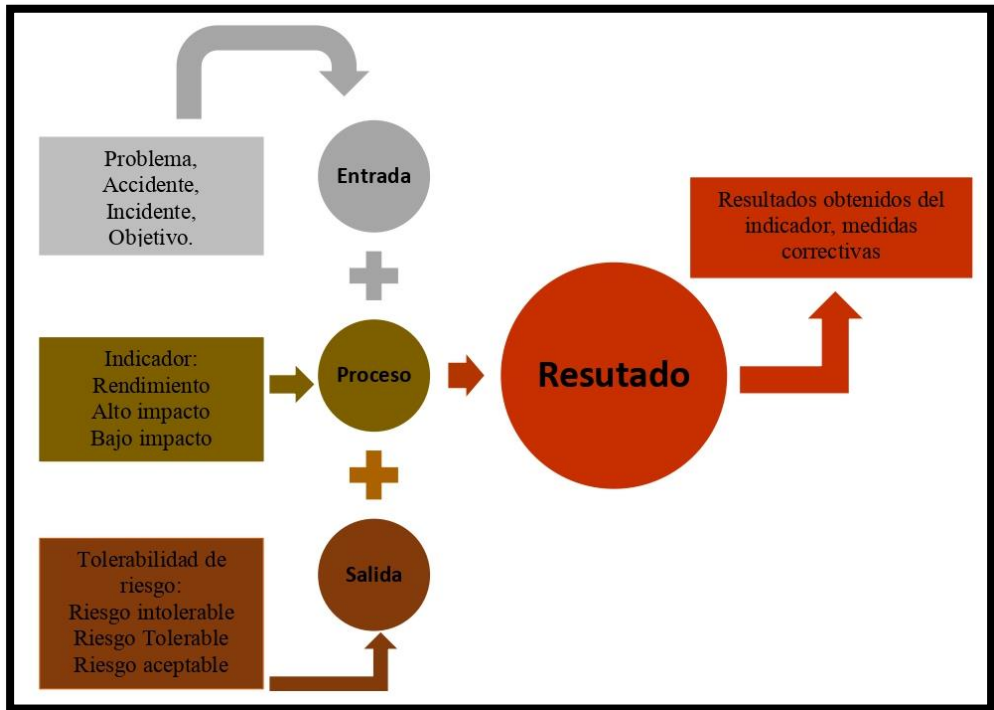 Problema,
Accidente,
Incidente,
Objetivo.
Entrada
Indicador:
Rendimiento
Alto impacto
Bajo impacto
Proceso
Tolerabilidad de
riesgo:
Riesgo intolerable
Riesgo Tolerable
Riesgo aceptable
Salida
Resutado
Resultados obtenidos del
indicador, medidas
correctivas